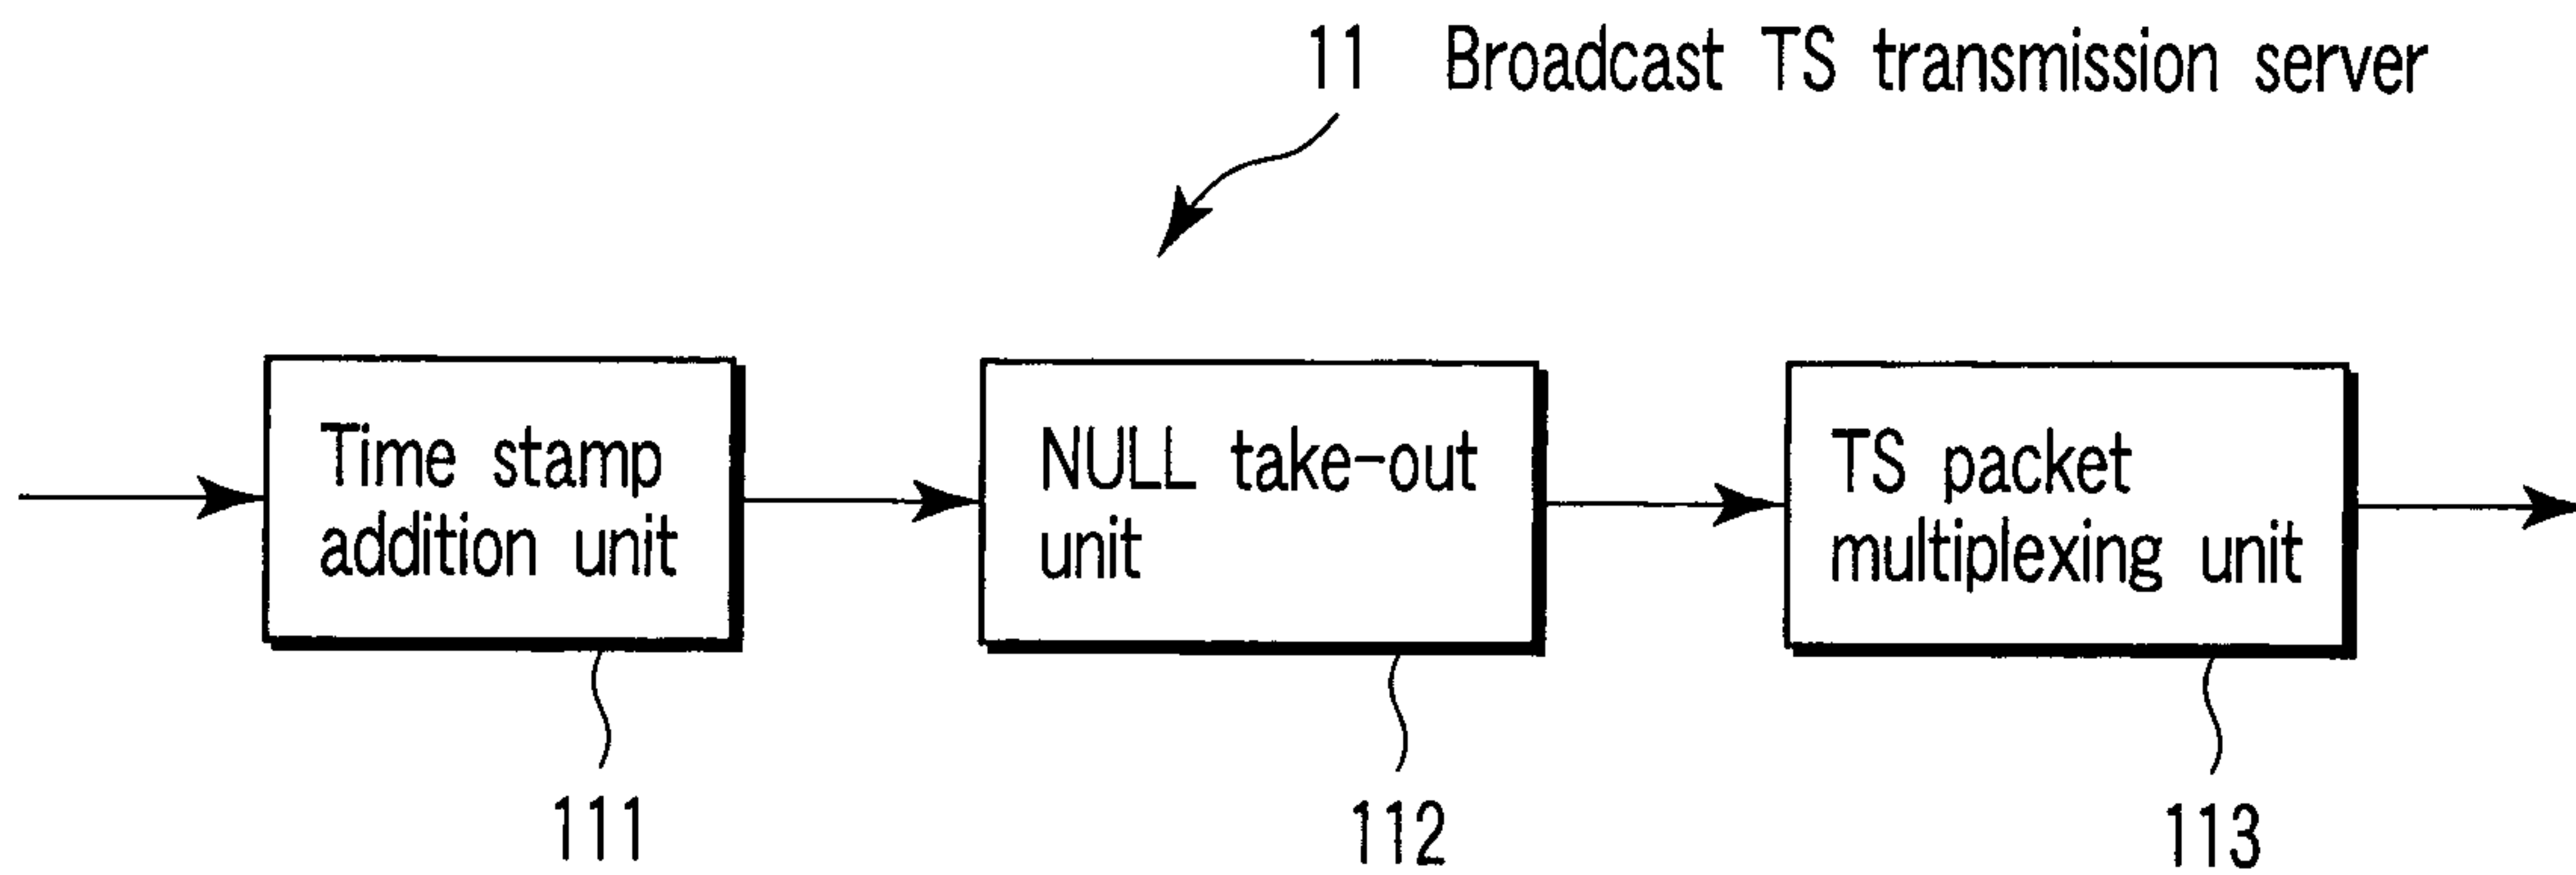 11 Broadcast TS transmission server
Time stamp
addition unit
NULL take-out
unit
TS packet
multiplexing unit
111
112
113